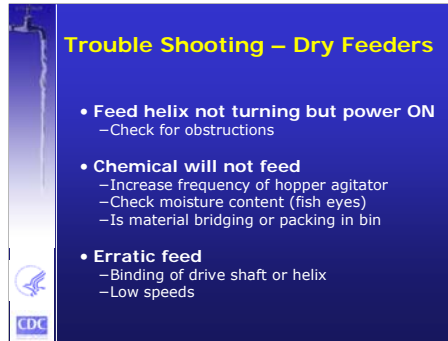 Trouble Shooting – Dry Feeders
• Feed helix not turning but power ON
–Check for obstructions
• Chemical will not feed
–Increase frequency of hopper agitator
–Check moisture content (fish eyes)
–Is material bridging or packing in bin
• Erratic feed
–Binding of drive shaft or helix
–Low speeds
CDC